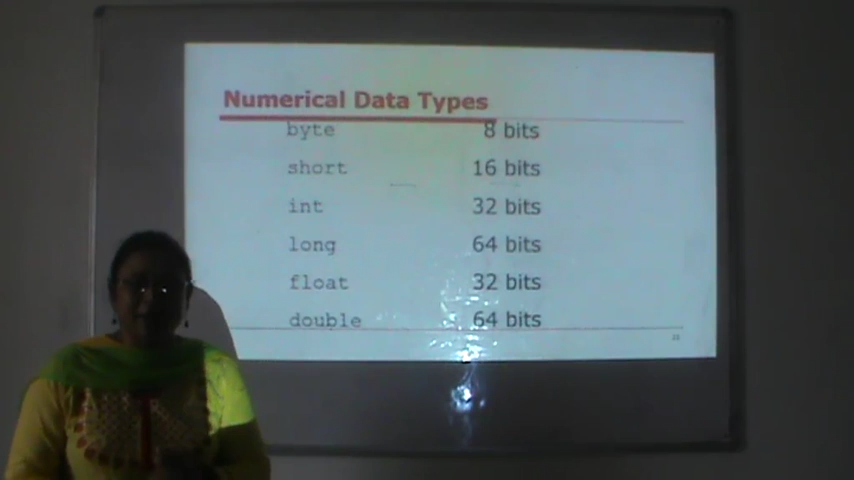 Numerical Data Types
byte 8 bits
short 16 bits
int 32 bits
long 64 bits
float 32 bits
double 64 bits